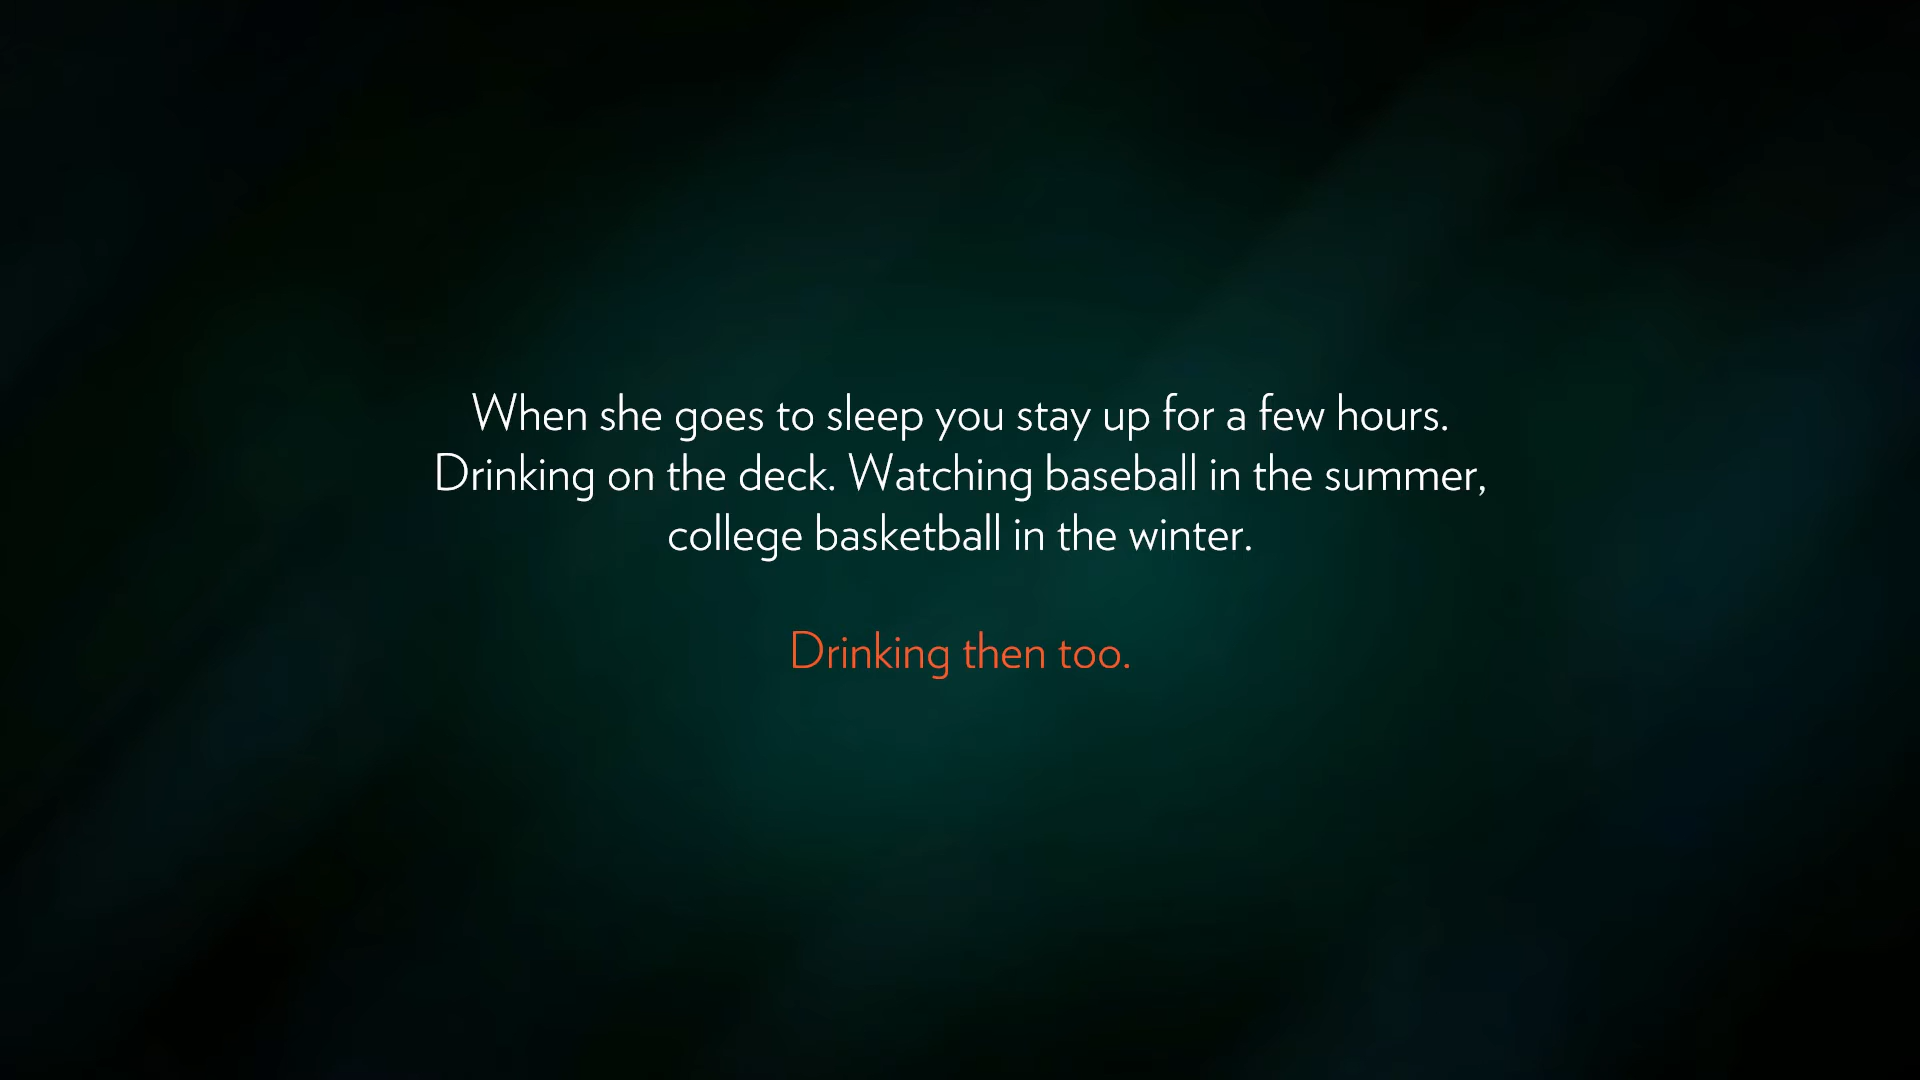 When she goes to sleep you stay up for a few hours.
Drinking on the deck. Watching baseball in the summer,
college basketball in the winter.
Drinking then too.